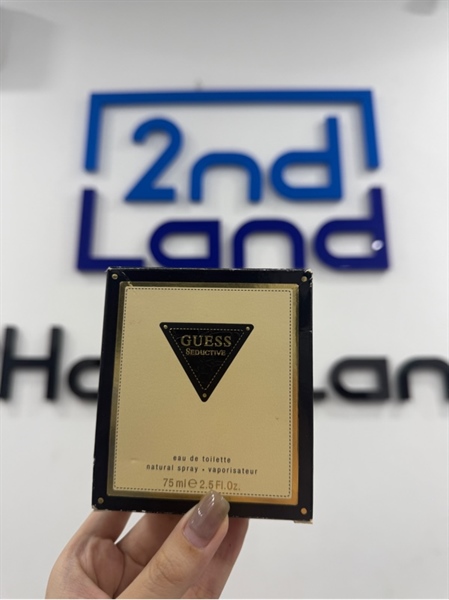 2nd
Land
GUESS
SEDUCTIVE
eau de toilette
natural spray • vaporisateur
75 ml ℮ 2.5 Fl.Oz.